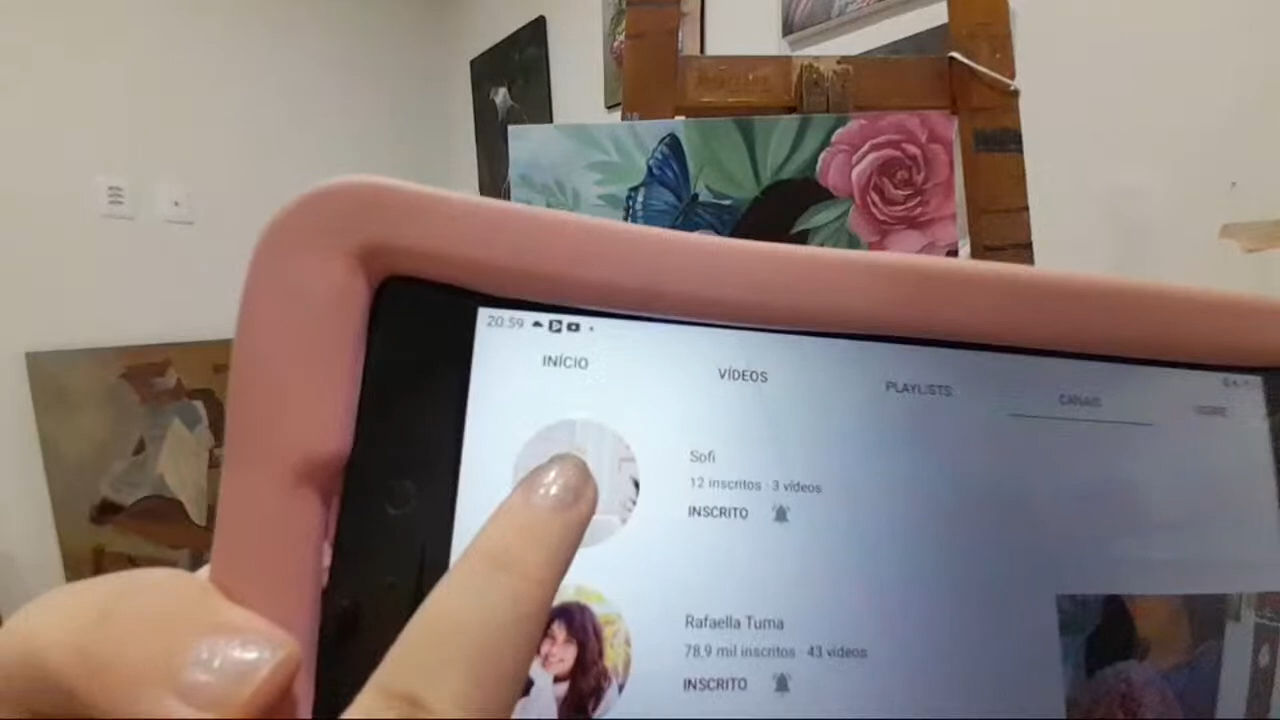 20:59
INÍCIO VÍDEOS PLAYLISTS CANAIS SOBRE
Sofi
12 inscritos · 3 vídeos
INSCRITO
Rafaella Tuma
78,9 mil inscritos · 43 vídeos
INSCRITO